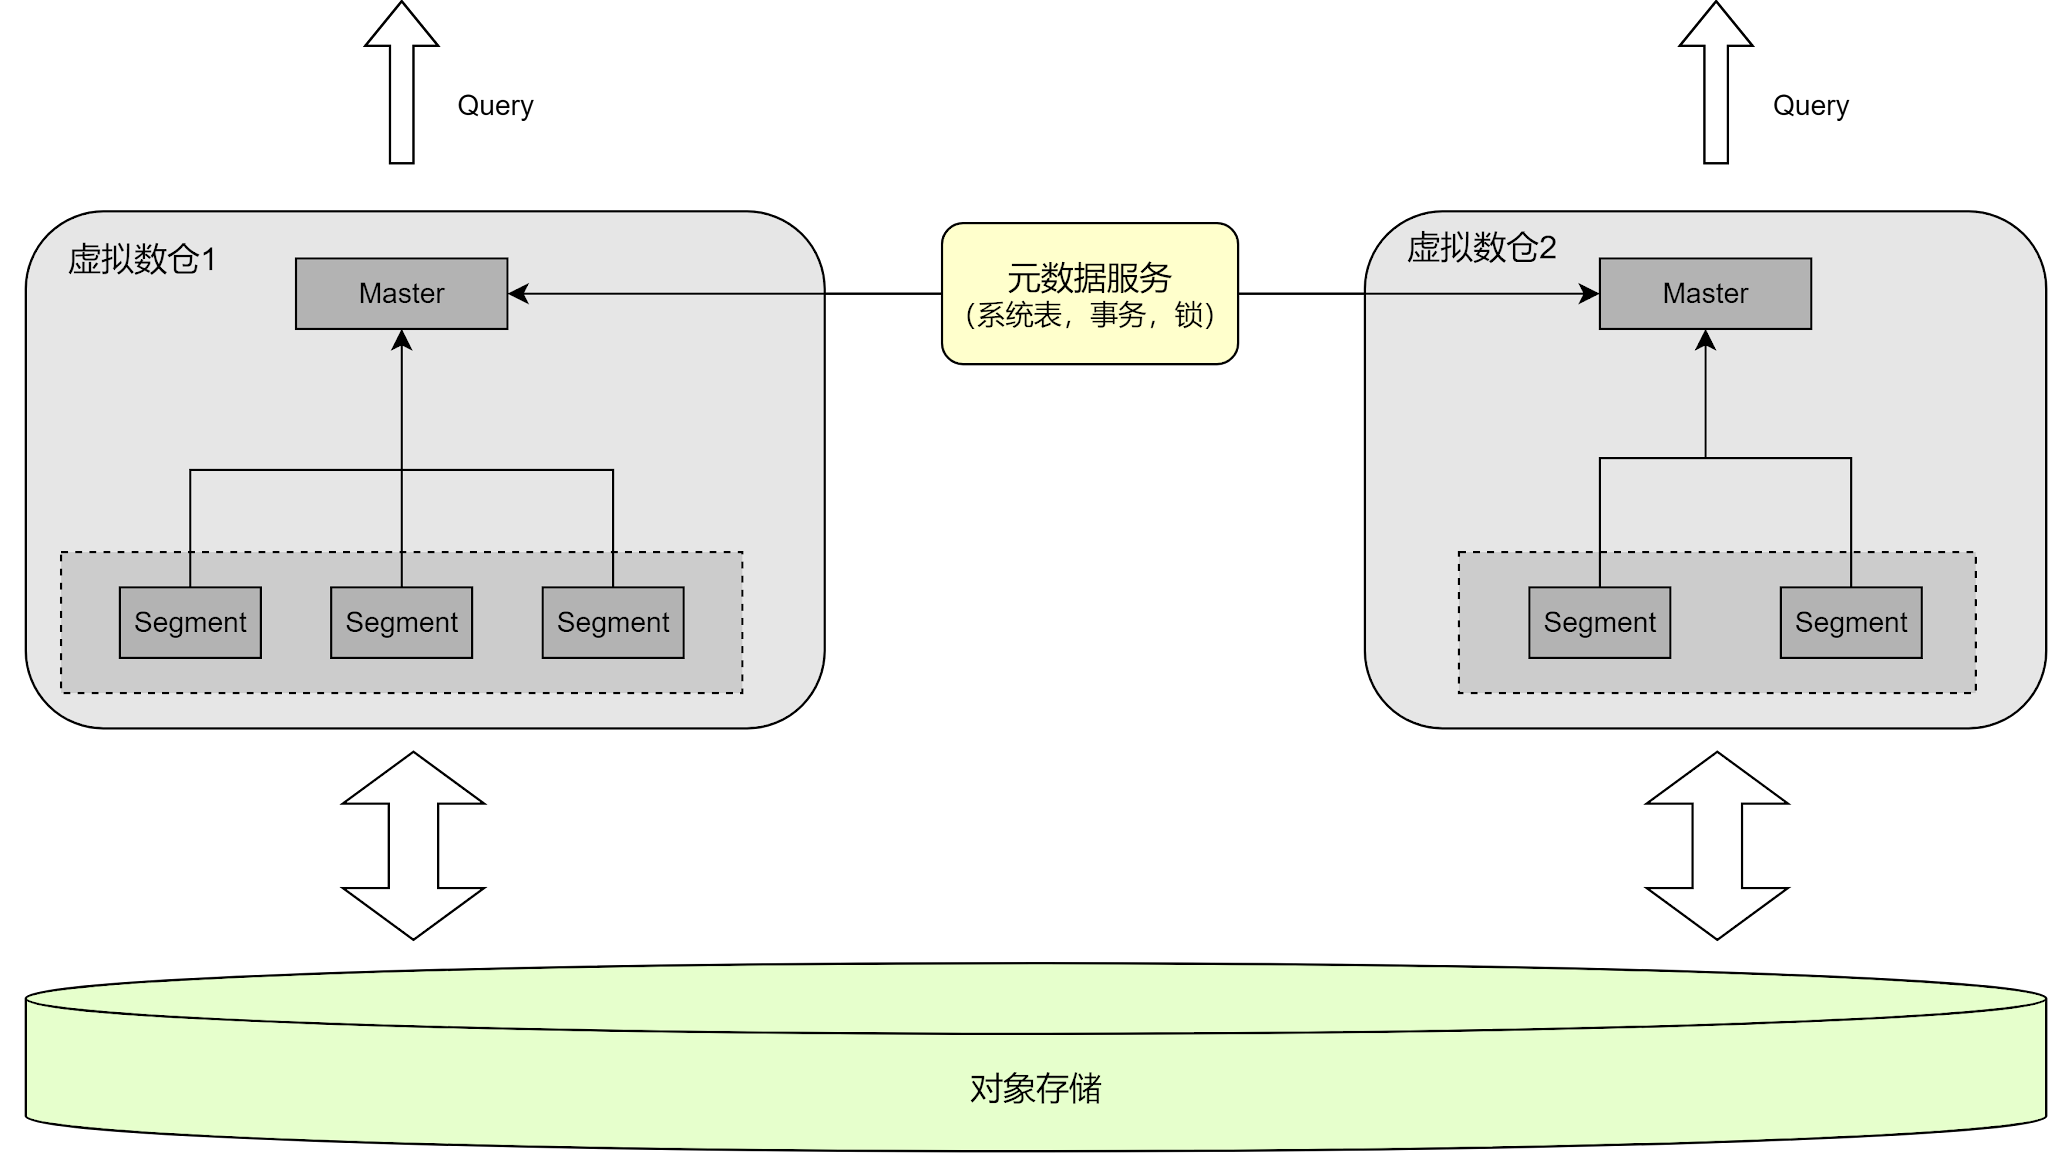 Query
Query
虚拟数仓1
Master
元数据服务
（系统表，事务，锁）
虚拟数仓2
Master
Segment
Segment
Segment
Segment
Segment
对象存储